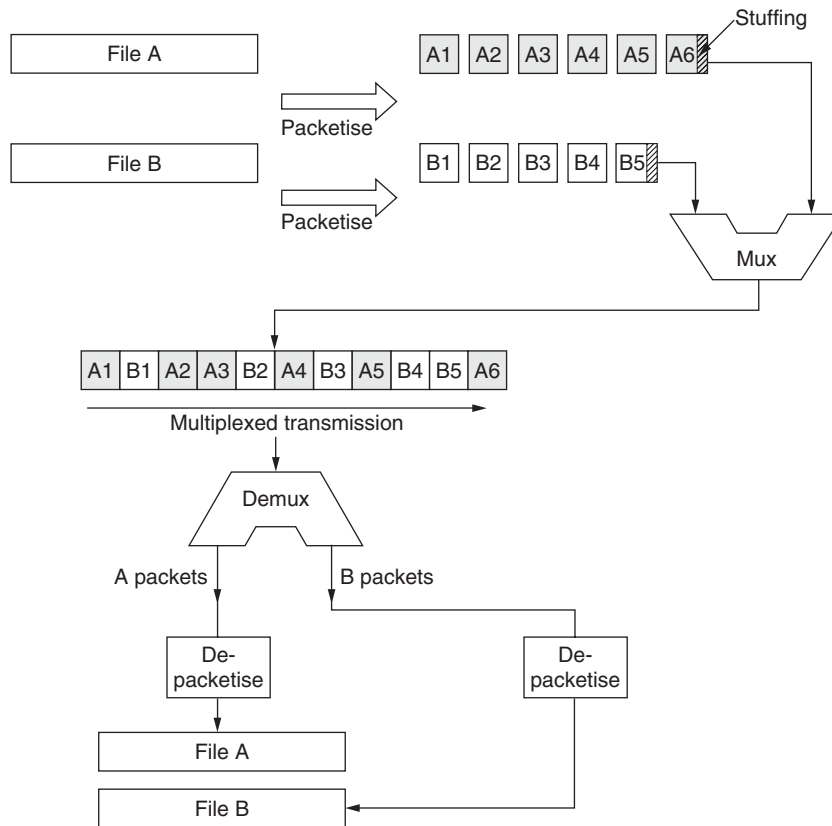 Stuffing
File A
A1 A2 A3 A4 A5 A6
Packetise
File B
B1 B2 B3 B4 B5
Packetise
Mux
A1 B1 A2 A3 B2 A4 B3 A5 B4 B5 A6
Multiplexed transmission
Demux
A packets
B packets
De-
packetise
De-
packetise
File A
File B